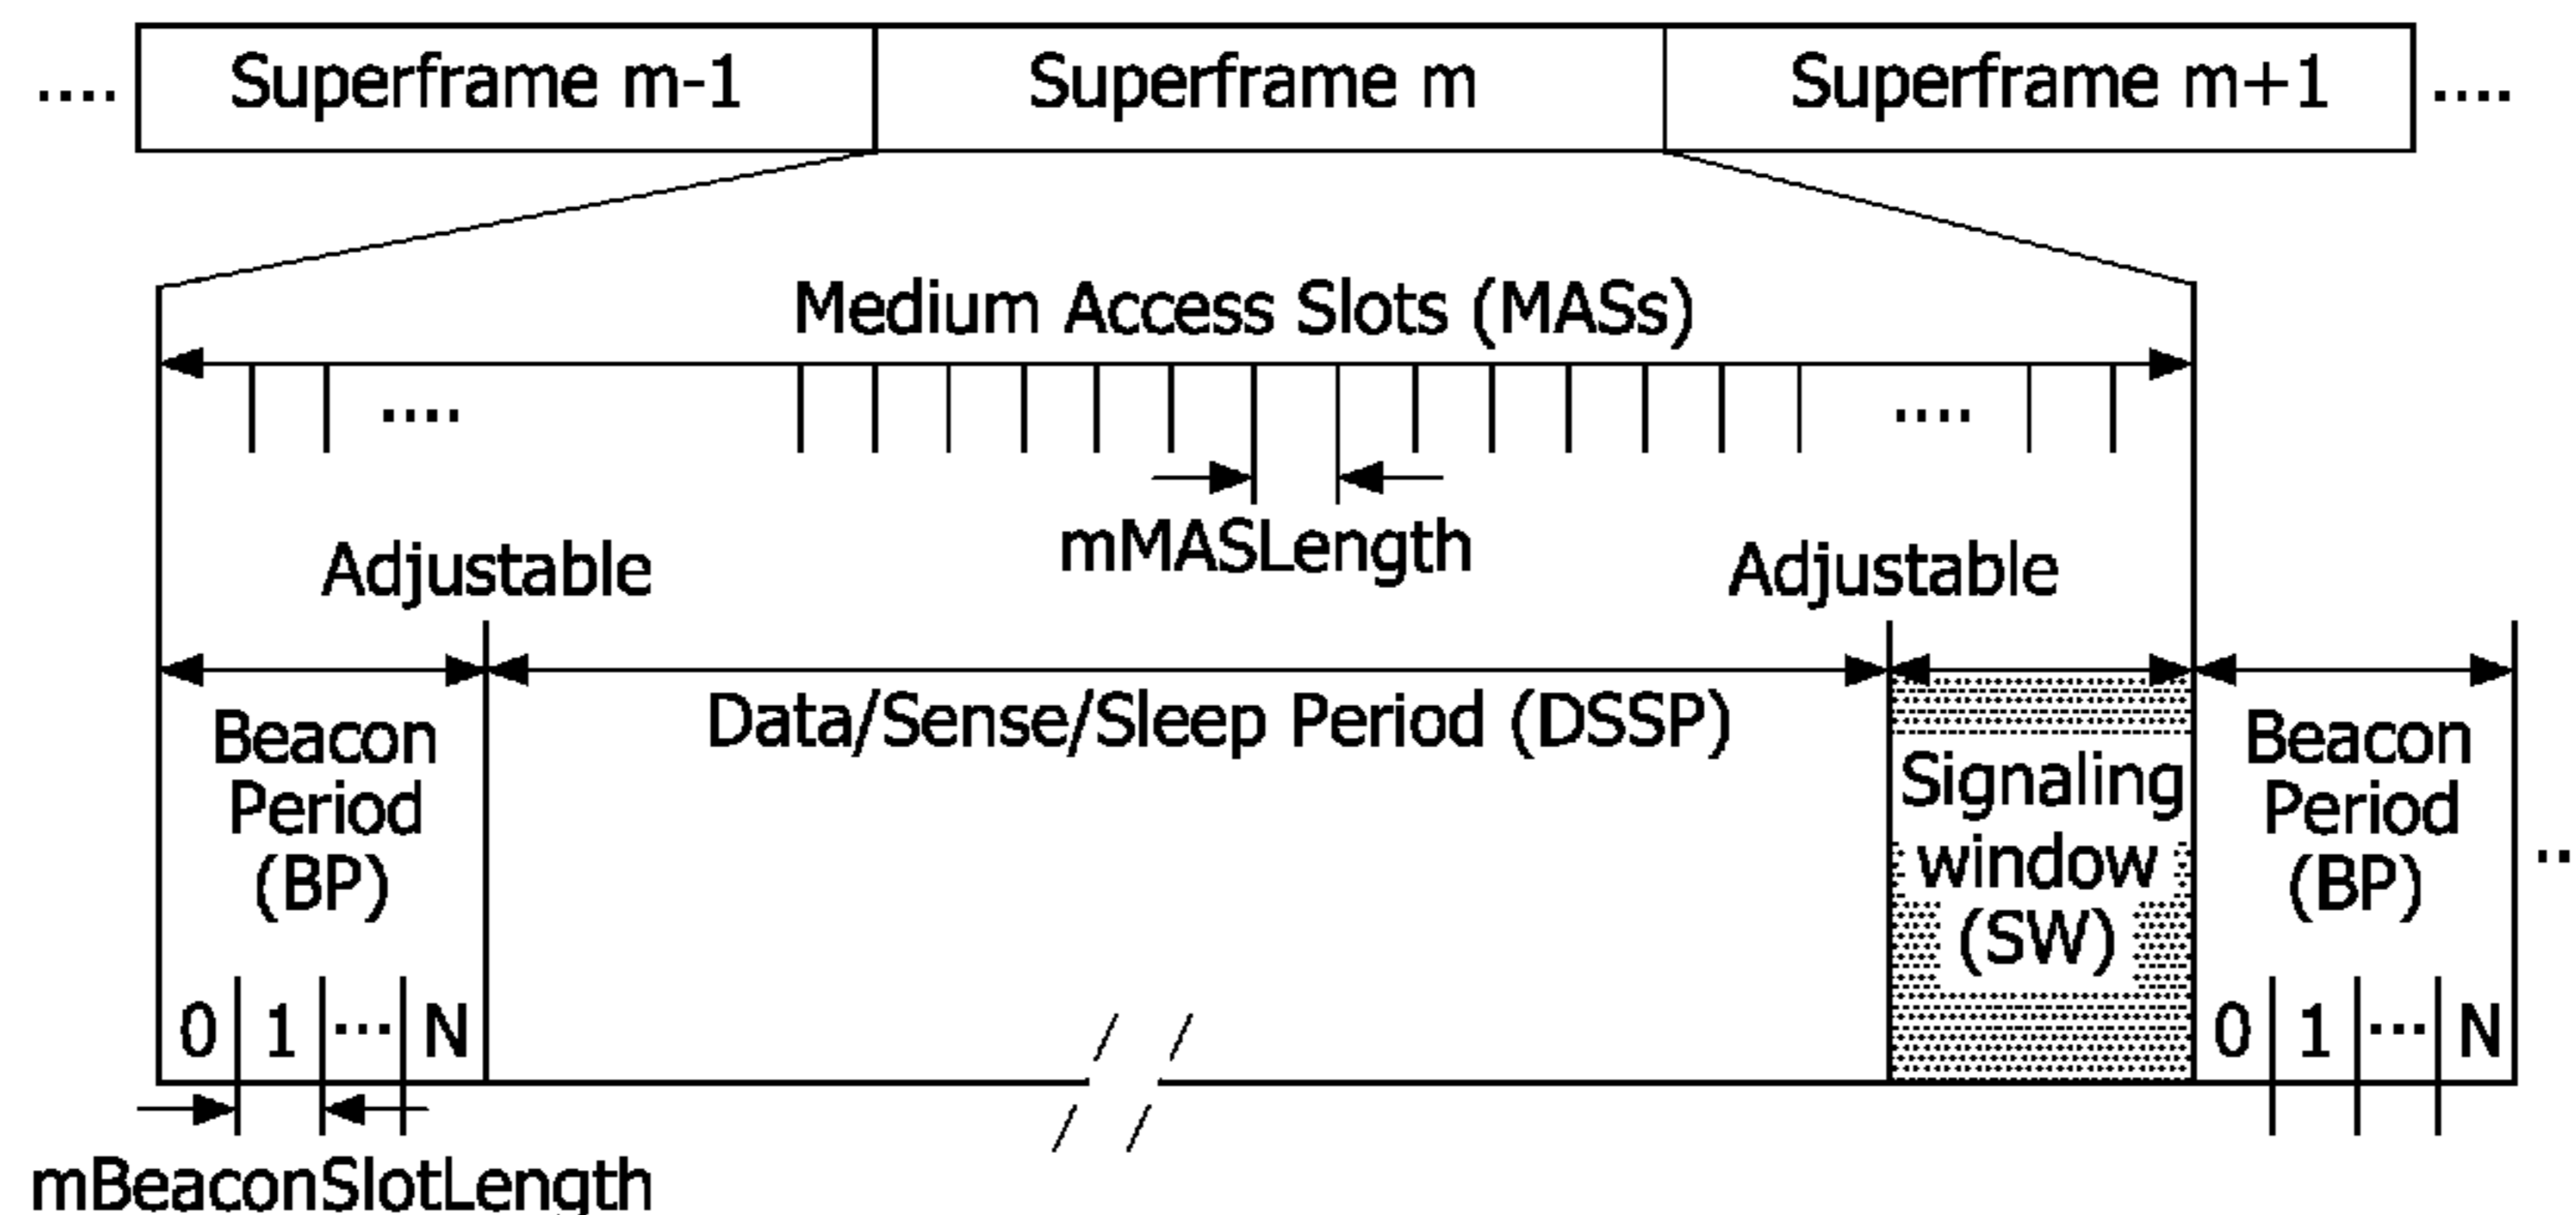 .... Superframe m-1 Superframe m Superframe m+1 ....
Medium Access Slots (MASs)
.... ....
mMASLength
Adjustable Adjustable
Data/Sense/Sleep Period (DSSP)
Beacon
Period
(BP)
Signaling
window
(SW)
Beacon
Period
(BP)
..
0 1 ... N
0 1 ... N
mBeaconSlotLength